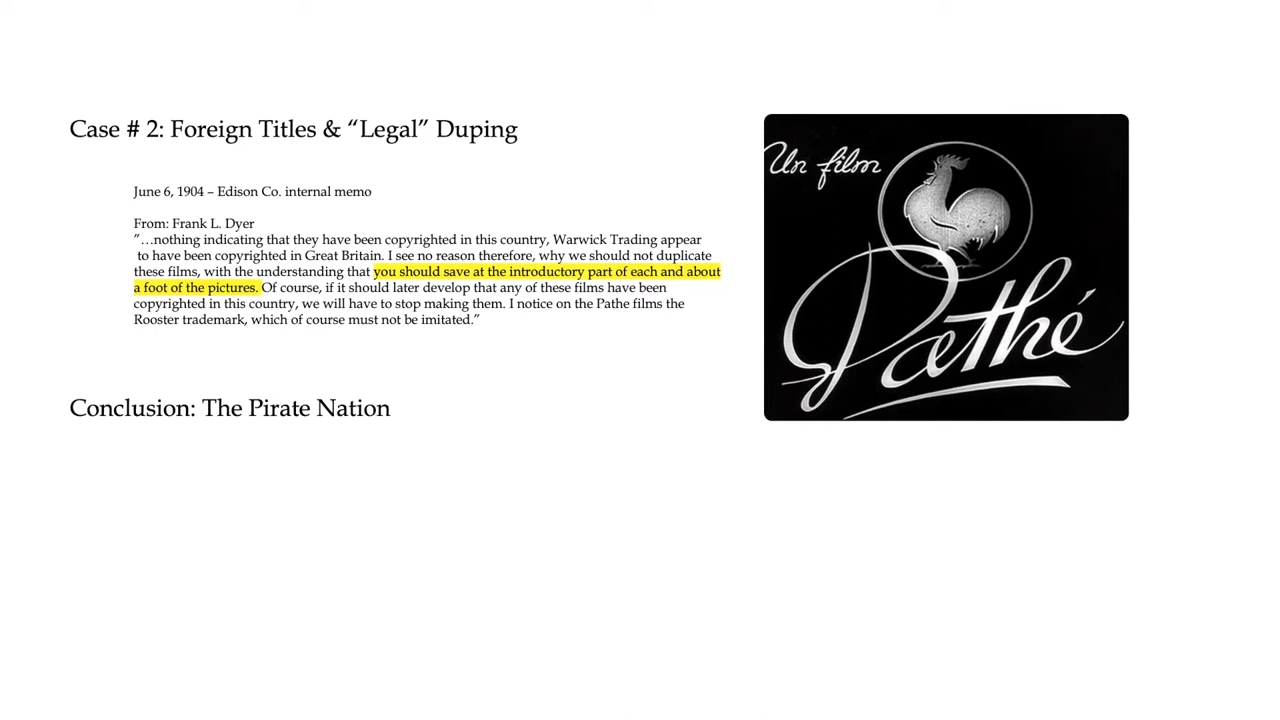 Case # 2: Foreign Titles & “Legal” Duping
June 6, 1904 – Edison Co. internal memo
From: Frank L. Dyer
”…nothing indicating that they have been copyrighted in this country, Warwick Trading appear
to have been copyrighted in Great Britain. I see no reason therefore, why we should not duplicate
these films, with the understanding that you should save at the introductory part of each and about
a foot of the pictures. Of course, if it should later develop that any of these films have been
copyrighted in this country, we will have to stop making them. I notice on the Pathe films the
Rooster trademark, which of course must not be imitated.”
Conclusion: The Pirate Nation
Un film
Pathé